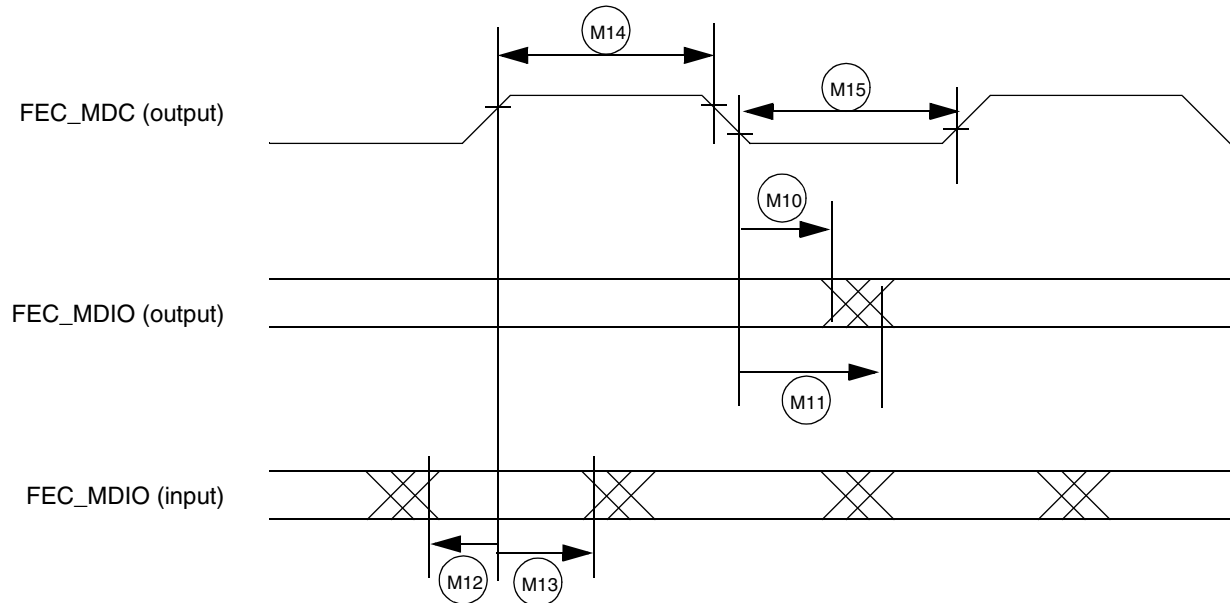 M14
FEC_MDC (output)
M15
M10
FEC_MDIO (output)
M11
FEC_MDIO (input)
M12
M13